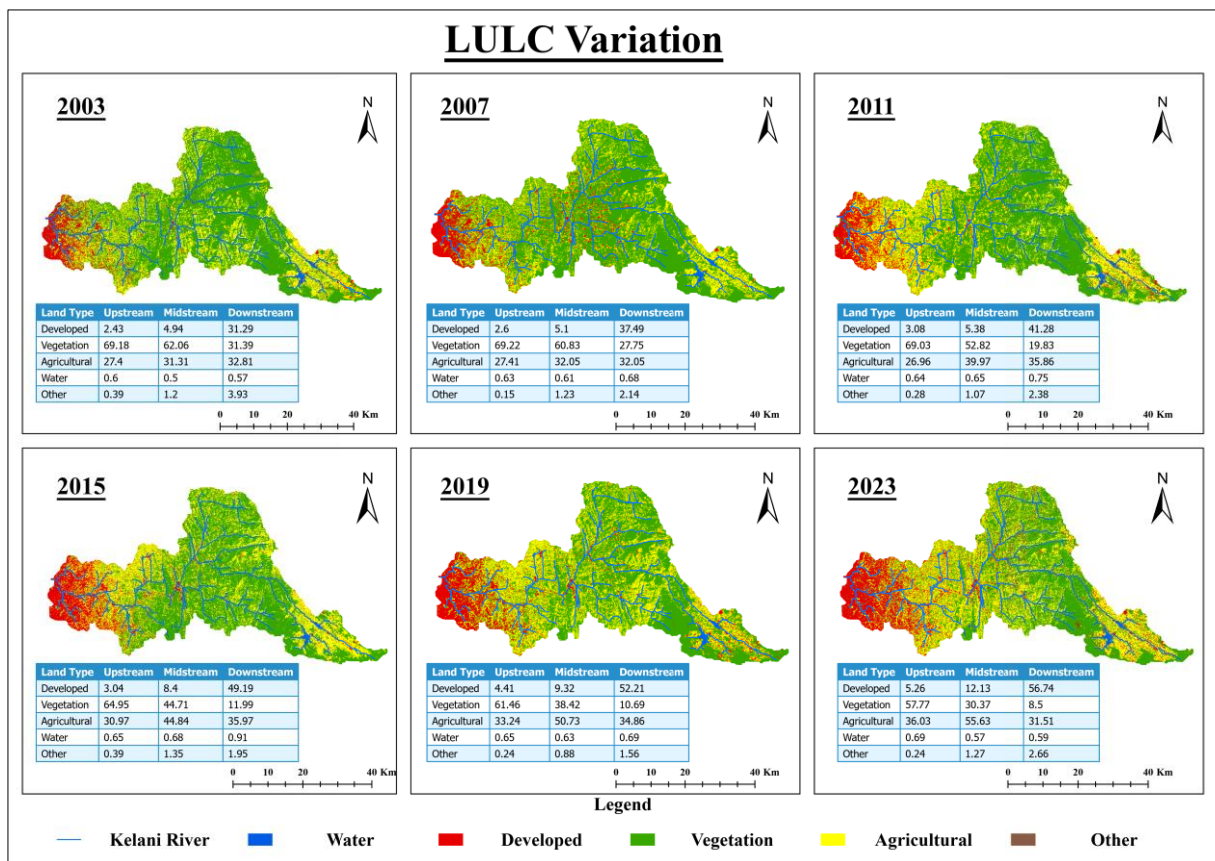 LULC Variation
2003
N
Land Type Upstream Midstream Downstream
Developed 2.43 4.94 31.29
Vegetation 69.18 62.06 31.39
Agricultural 27.4 31.31 32.81
Water 0.6 0.5 0.57
Other 0.39 1.2 3.93
0 10 20 40 Km
2007
N
Land Type Upstream Midstream Downstream
Developed 2.6 5.1 37.49
Vegetation 69.22 60.83 27.75
Agricultural 27.41 32.05 32.05
Water 0.63 0.61 0.68
Other 0.15 1.23 2.14
0 10 20 40 Km
2011
N
Land Type Upstream Midstream Downstream
Developed 3.08 5.38 41.28
Vegetation 69.03 52.82 19.83
Agricultural 26.96 39.97 35.86
Water 0.64 0.65 0.75
Other 0.28 1.07 2.38
0 10 20 40 Km
2015
N
Land Type Upstream Midstream Downstream
Developed 3.04 8.4 49.19
Vegetation 64.95 44.71 11.99
Agricultural 30.97 44.84 35.97
Water 0.65 0.68 0.91
Other 0.39 1.35 1.95
0 10 20 40 Km
2019
N
Land Type Upstream Midstream Downstream
Developed 4.41 9.32 52.21
Vegetation 61.46 38.42 10.69
Agricultural 33.24 50.73 34.86
Water 0.65 0.63 0.69
Other 0.24 0.88 1.56
0 10 20 40 Km
2023
N
Land Type Upstream Midstream Downstream
Developed 5.26 12.13 56.74
Vegetation 57.77 30.37 8.5
Agricultural 36.03 55.63 31.51
Water 0.69 0.57 0.59
Other 0.24 1.27 2.66
0 10 20 40 Km
Legend
Kelani River Water Developed Vegetation Agricultural Other